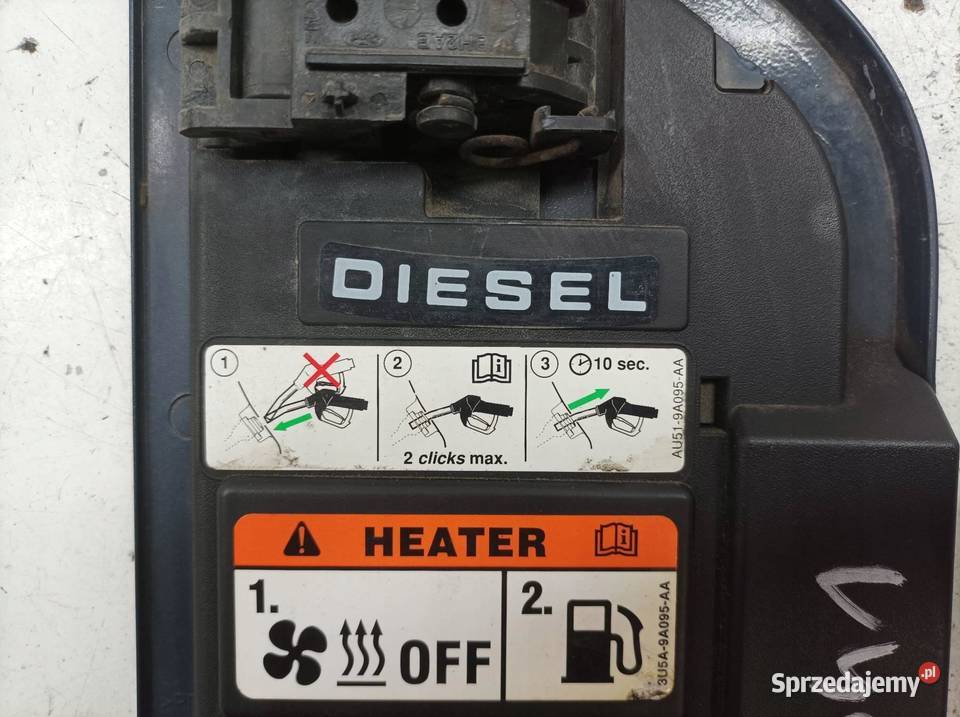 DIESEL
1
2
3
10 sec.
2 clicks max.
AU51-9A095-AA
HEATER
1.
OFF
2.
3U5A-9A095-AA
Sprzedajemy.pl